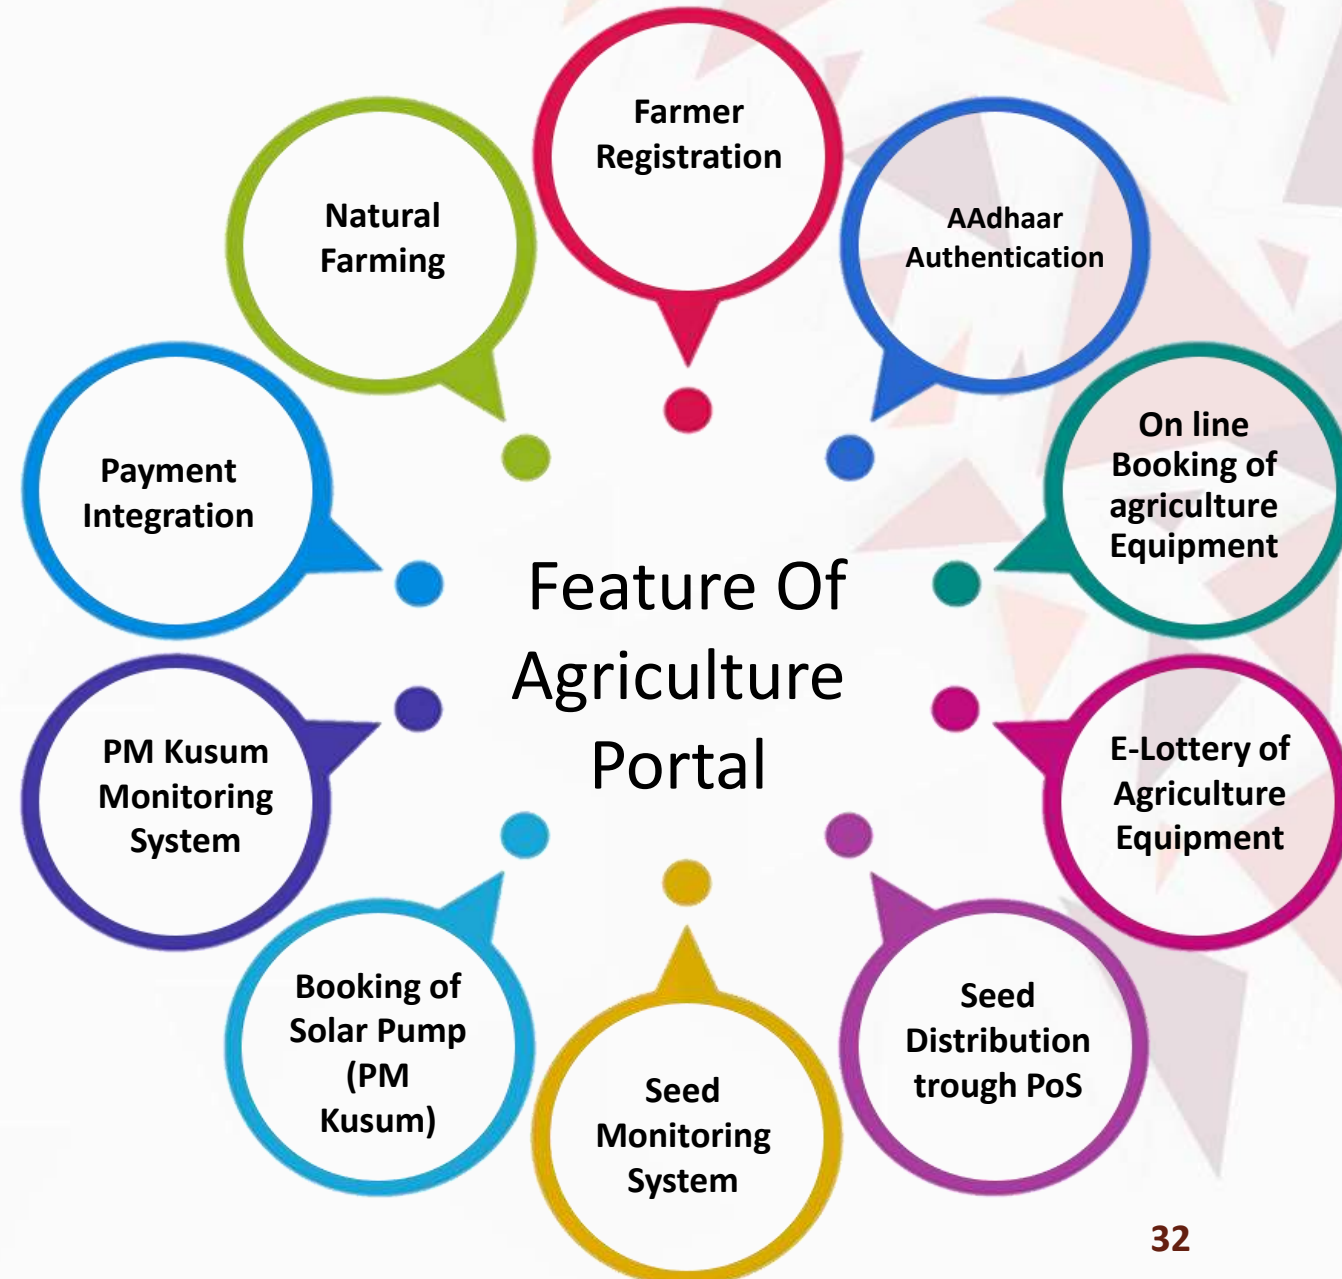 Farmer
Registration
AAdhaar
Authentication
On line
Booking of
agriculture
Equipment
E-Lottery of
Agriculture
Equipment
Seed
Distribution
trough PoS
Seed
Monitoring
System
Booking of
Solar Pump
(PM
Kusum)
PM Kusum
Monitoring
System
Payment
Integration
Natural
Farming
Feature Of
Agriculture
Portal
32